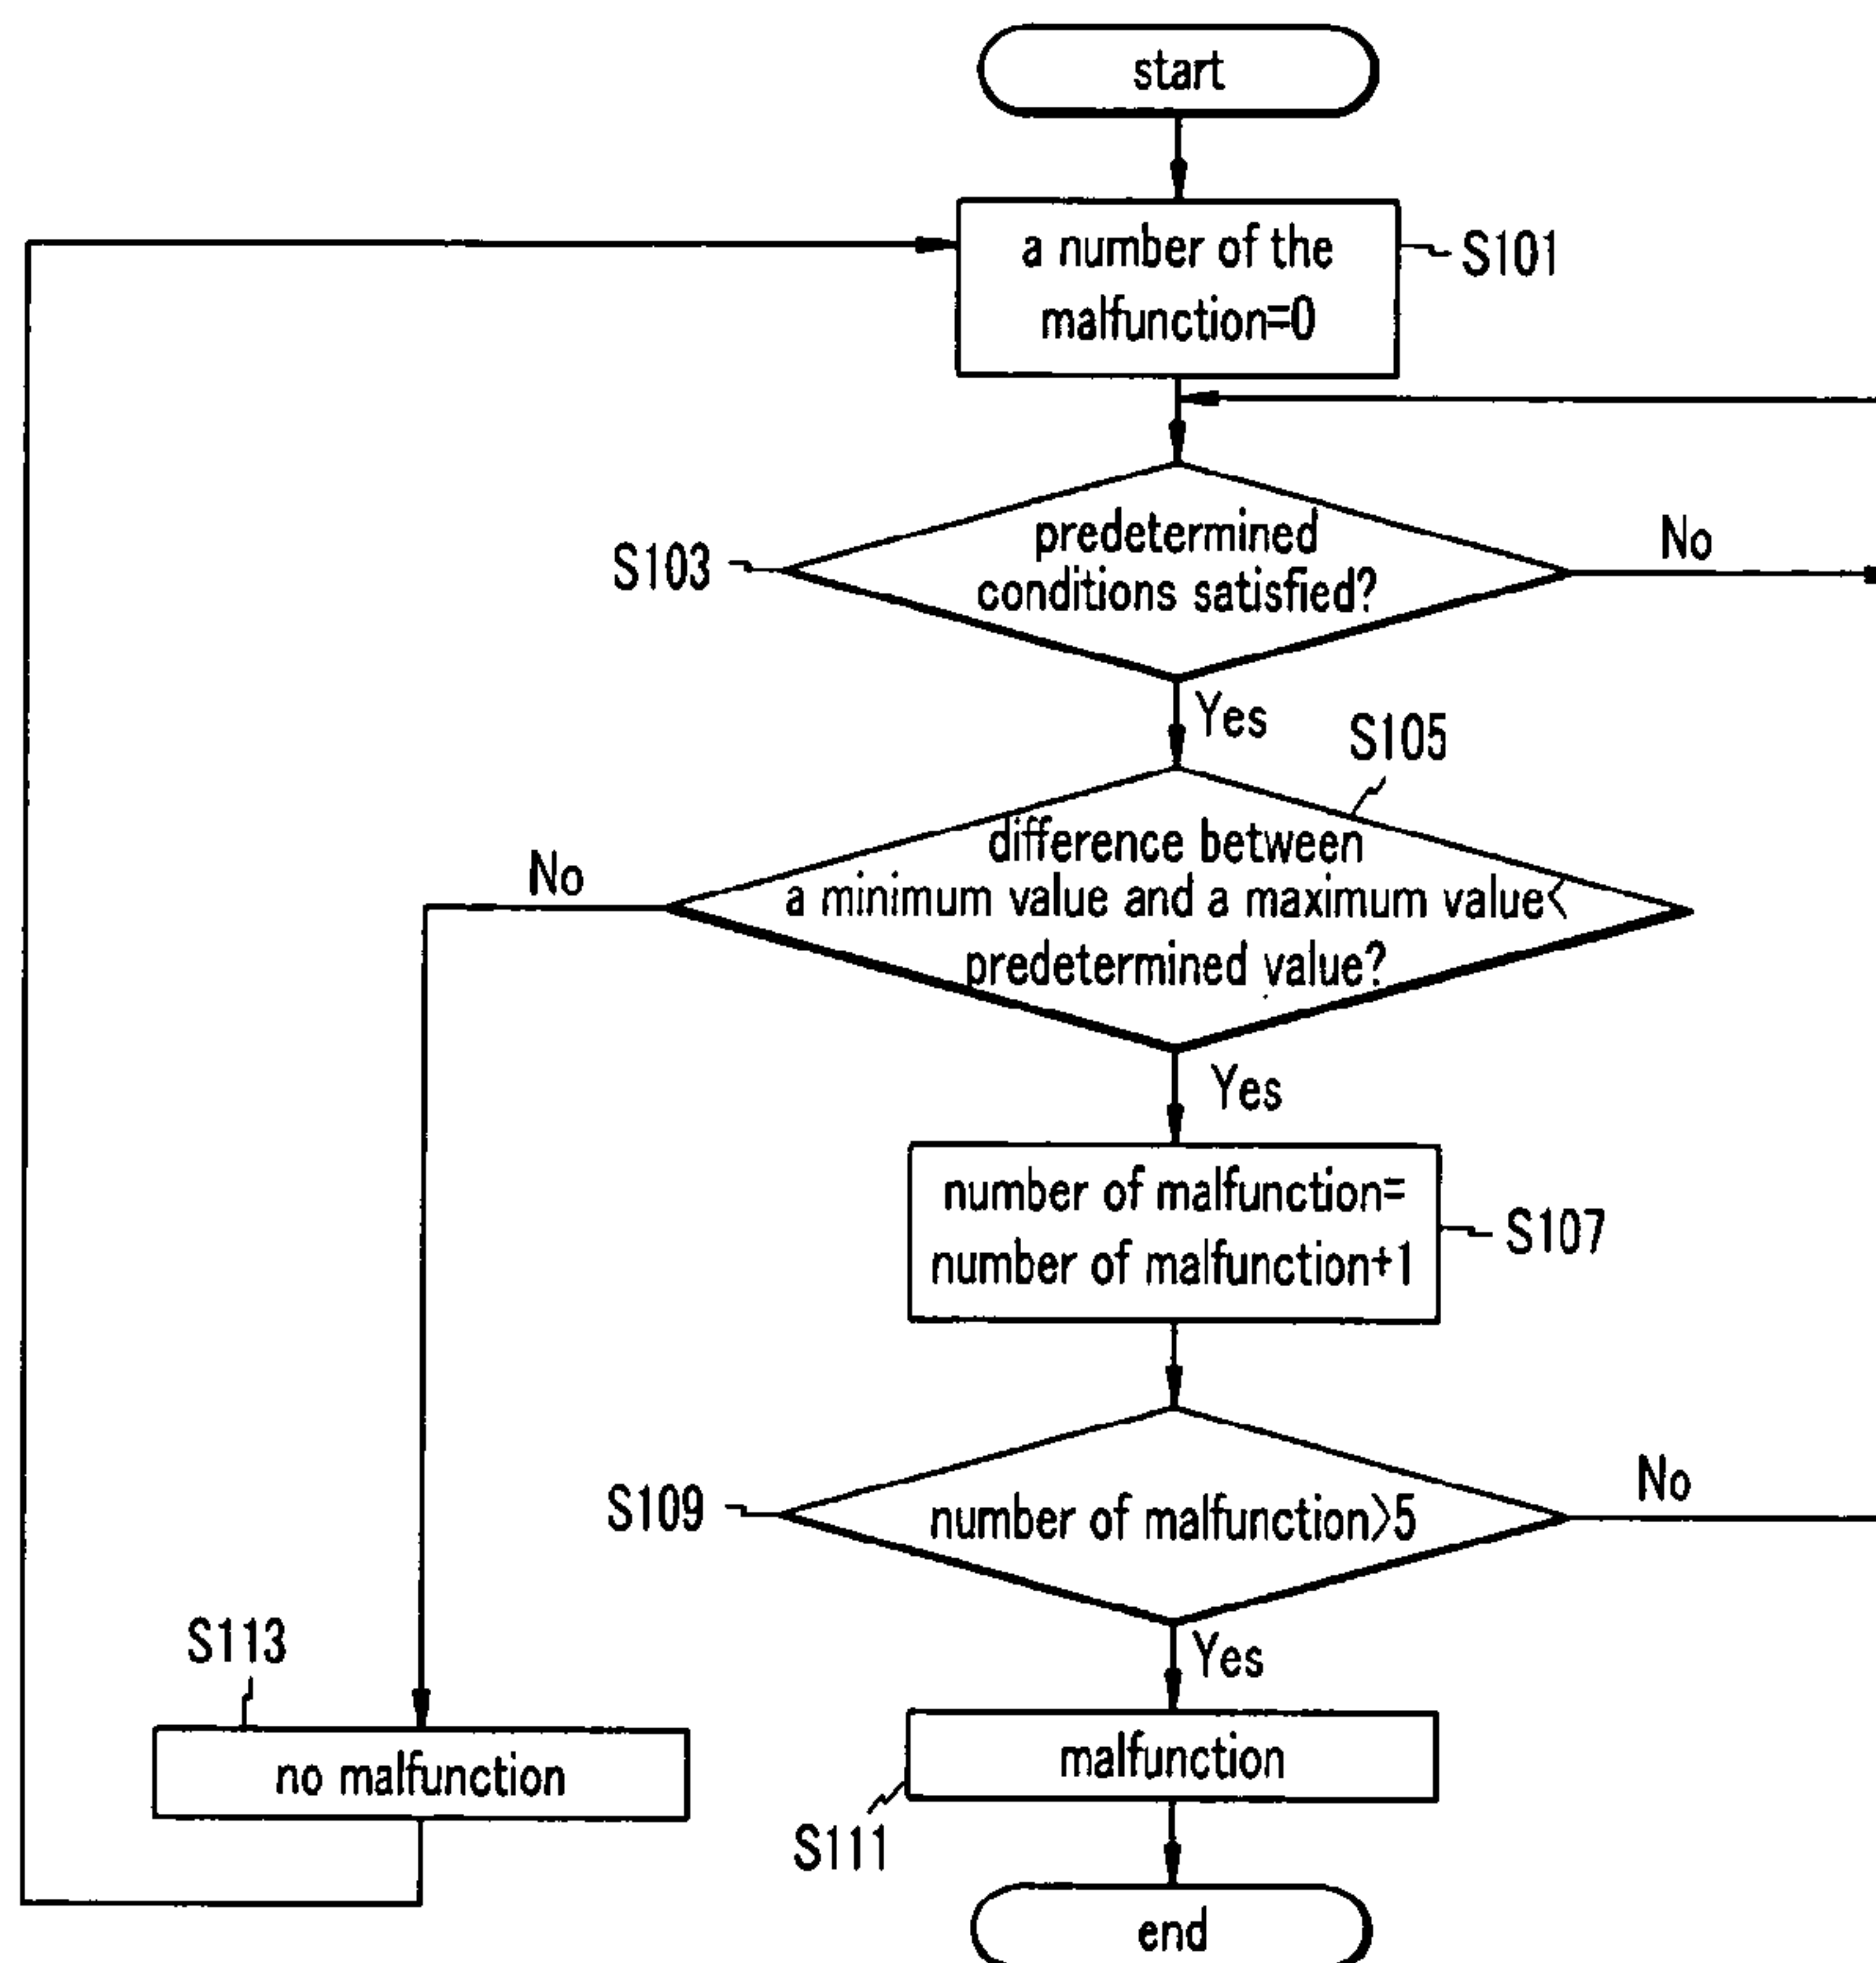 start
a number of the
malfunction=0
S101
predetermined
conditions satisfied?
S103
No
Yes
S105
difference between
a minimum value and a maximum value<
predetermined value?
No
Yes
number of malfunction=
number of malfunction+1
S107
S109
number of malfunction>5
No
Yes
S113
no malfunction
malfunction
S111
end